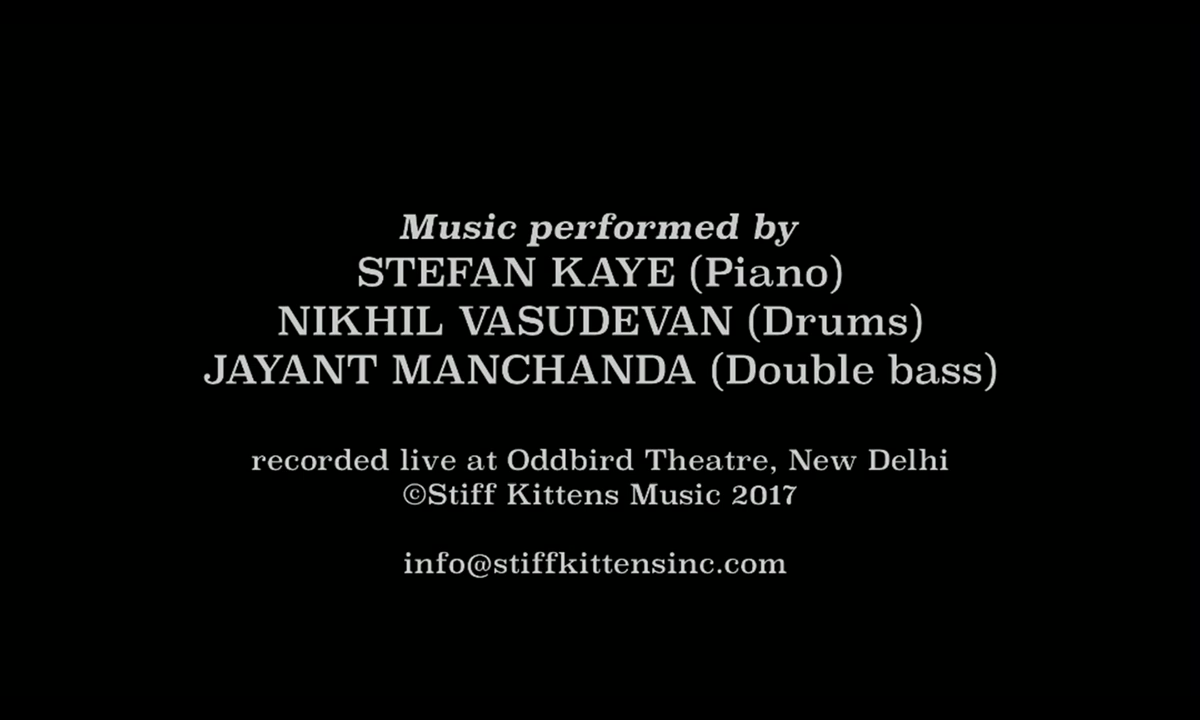 Music performed by
STEFAN KAYE (Piano)
NIKHIL VASUDEVAN (Drums)
JAYANT MANCHANDA (Double bass)
recorded live at Oddbird Theatre, New Delhi
©Stiff Kittens Music 2017
info@stiffkittensinc.com